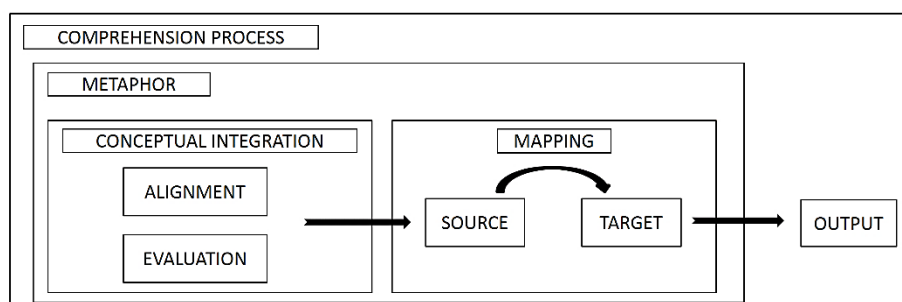 COMPREHENSION PROCESS
METAPHOR
CONCEPTUAL INTEGRATION
ALIGNMENT
EVALUATION
MAPPING
SOURCE
TARGET
OUTPUT